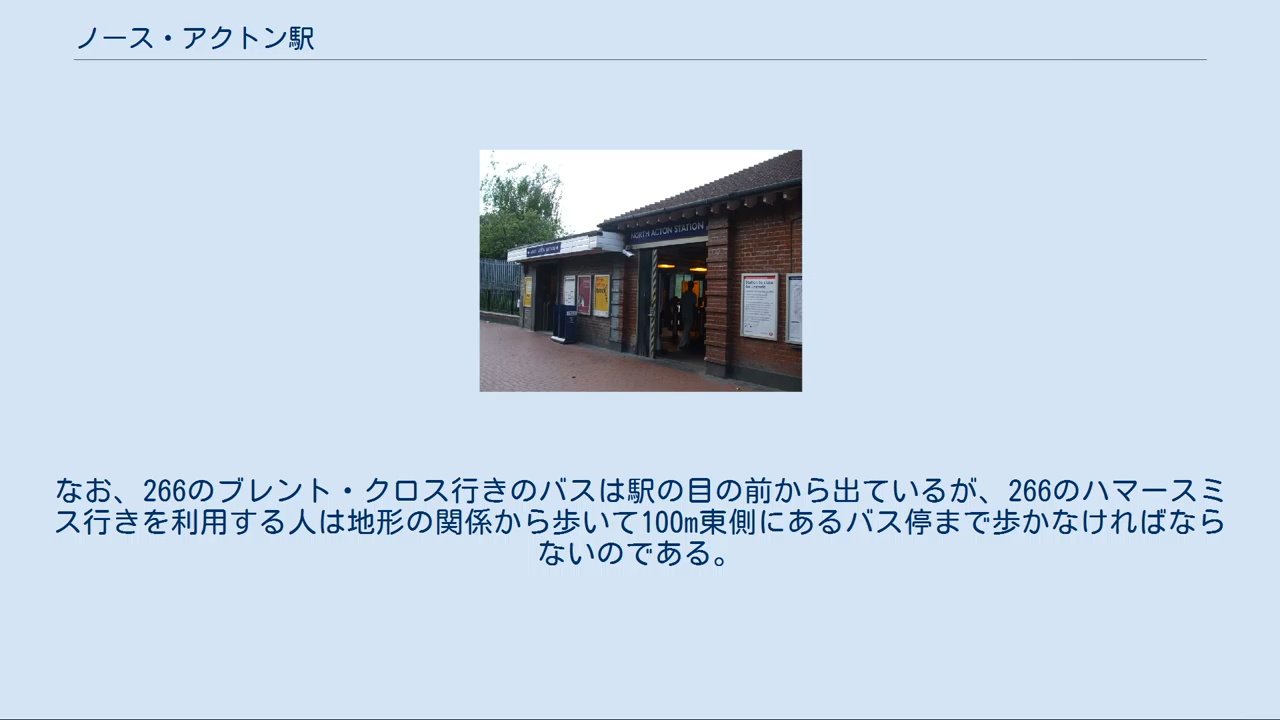 ノース・アクトン駅
NORTH ACTON STATION
なお、266のブレント・クロス行きのバスは駅の目の前から出ているが、266のハマースミ
ス行きを利用する人は地形の関係から歩いて100m東側にあるバス停まで歩かなければなら
ないのである。